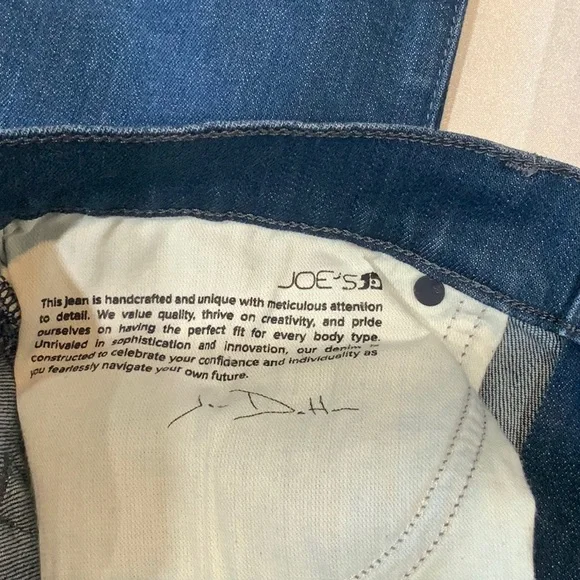 JOE'S
This jean is handcrafted and unique with meticulous attention
to detail. We value quality, thrive on creativity, and pride
ourselves on having the perfect fit for every body type.
Unrivaled in sophistication and innovation, our denim is
constructed to celebrate your confidence and individuality as
you fearlessly navigate your own future.